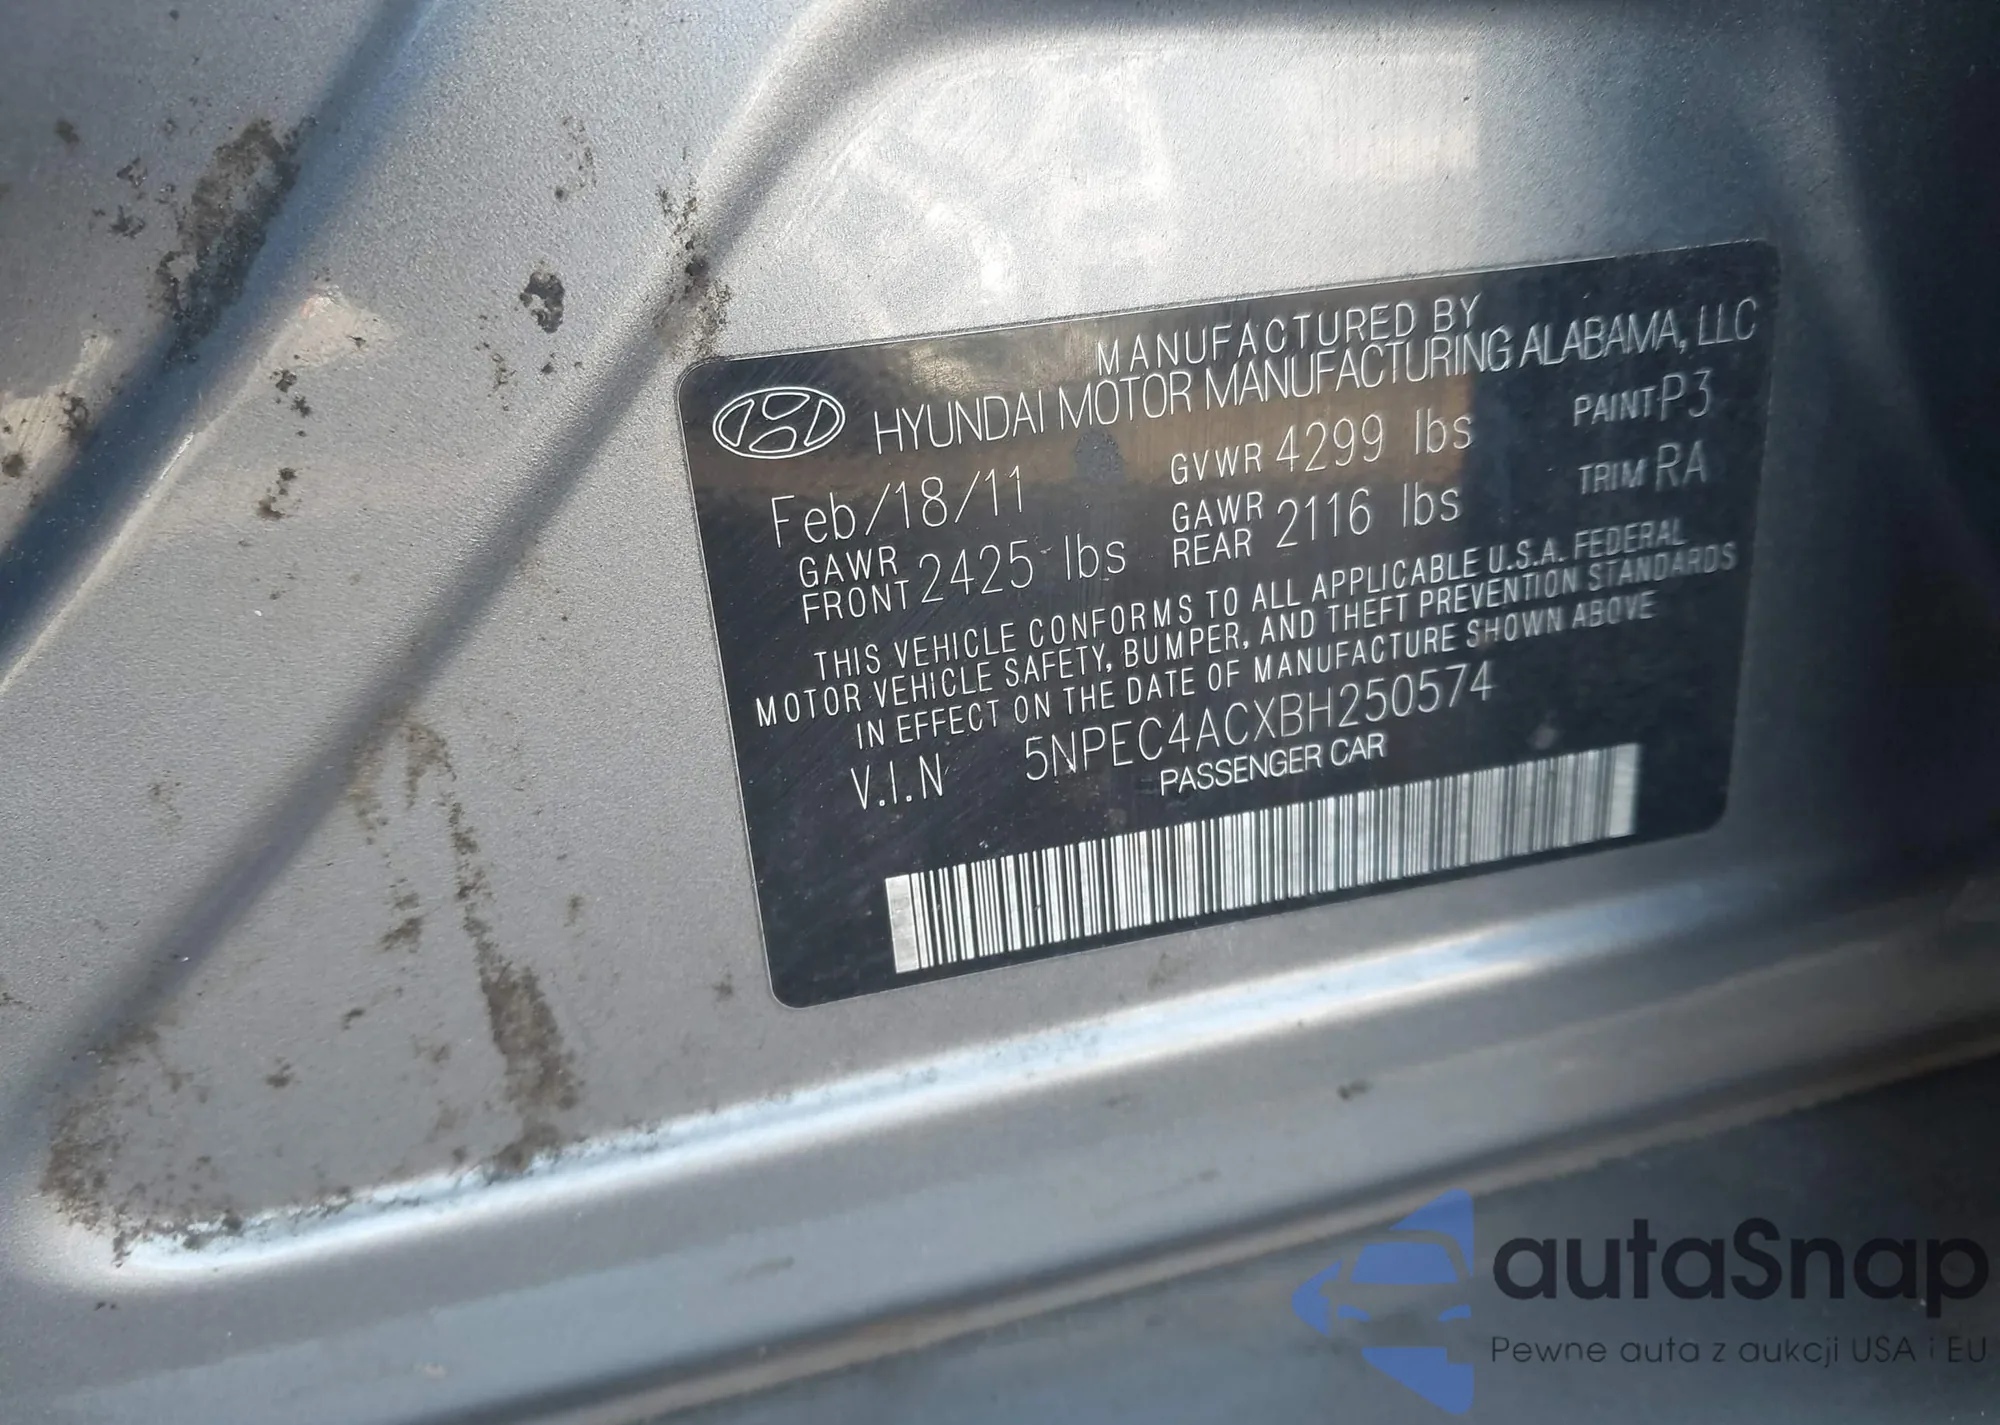 MANUFACTURED BY
HYUNDAI MOTOR MANUFACTURING ALABAMA, LLC
Feb/18/11 GVWR 4299 lbs PAINT:P3
GAWR FRONT 2425 lbs GAWR REAR 2116 lbs TRIM RA
THIS VEHICLE CONFORMS TO ALL APPLICABLE U.S.A. FEDERAL
MOTOR VEHICLE SAFETY, BUMPER, AND THEFT PREVENTION STANDARDS
IN EFFECT ON THE DATE OF MANUFACTURE SHOWN ABOVE
V.I.N 5NPEC4ACXBH250574
PASSENGER CAR
autaSnap
Pewne auta z aukcji USA i EU